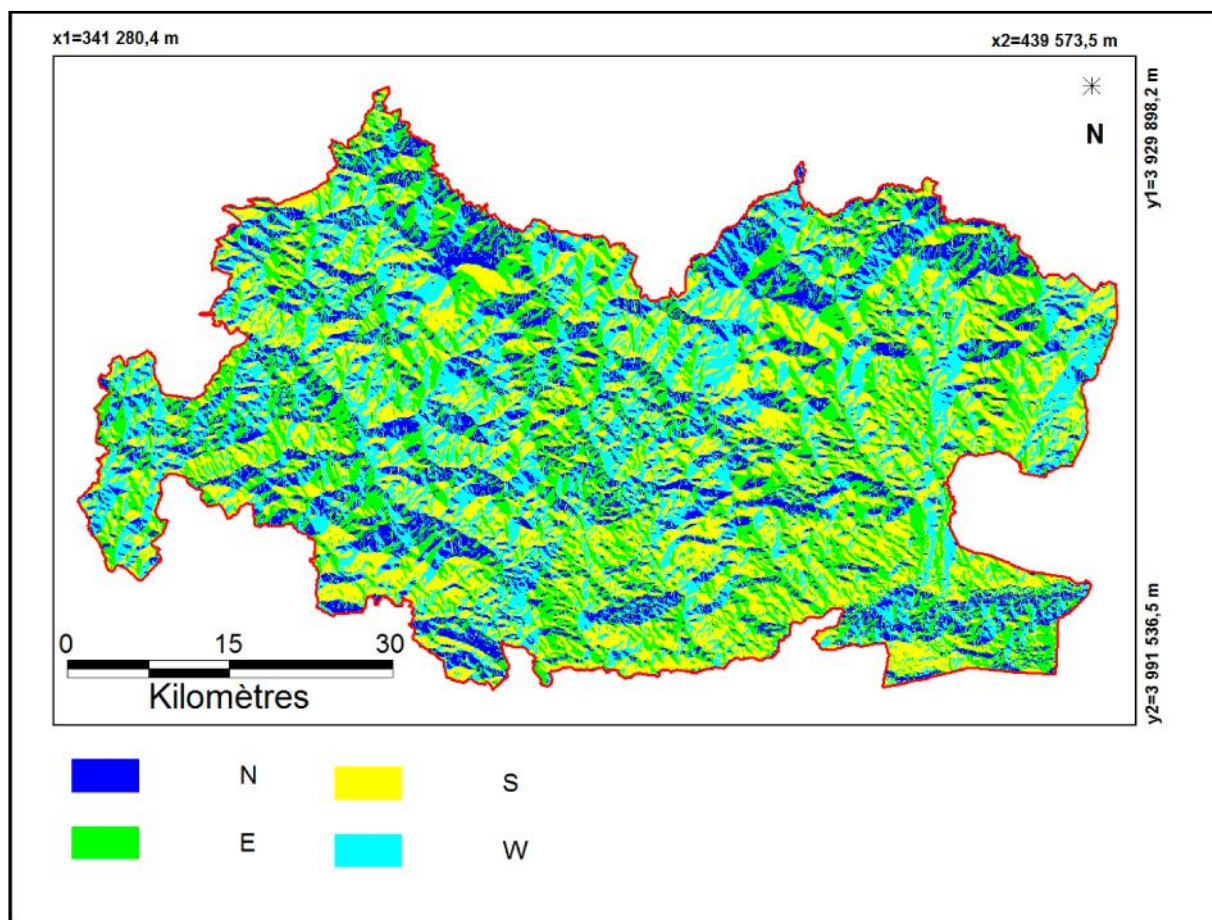 x1=341 280,4 m
x2=439 573,5 m
y1=3 929 898,2 m
N
y2=3 991 536,5 m
0 15 30
Kilomètres
N
S
E
W